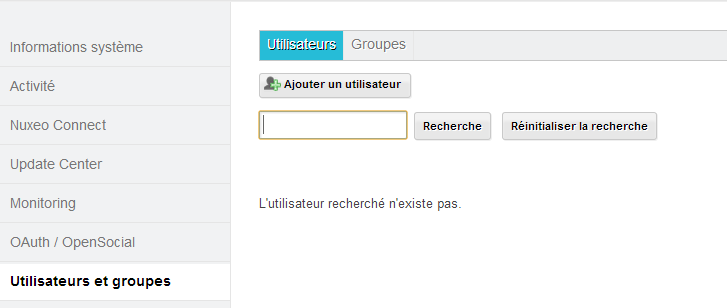 Informations système
Activité
Nuxeo Connect
Update Center
Monitoring
OAuth / OpenSocial
Utilisateurs et groupes
Utilisateurs Groupes
Ajouter un utilisateur
Recherche Réinitialiser la recherche
L'utilisateur recherché n'existe pas.